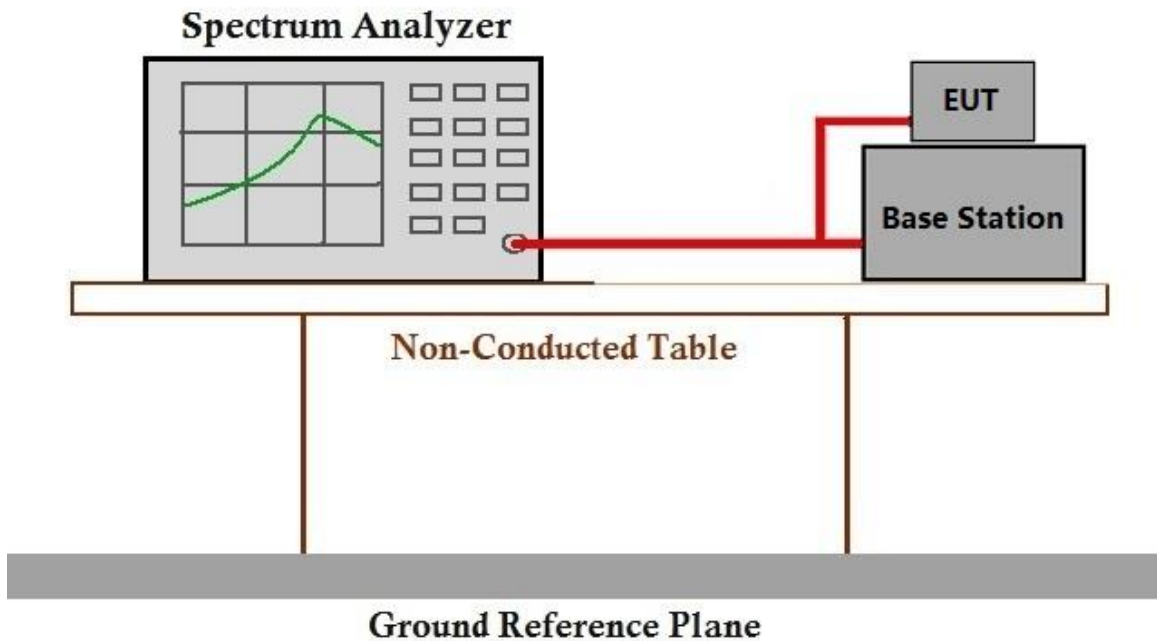 Spectrum Analyzer
EUT
Base Station
Non-Conducted Table
Ground Reference Plane